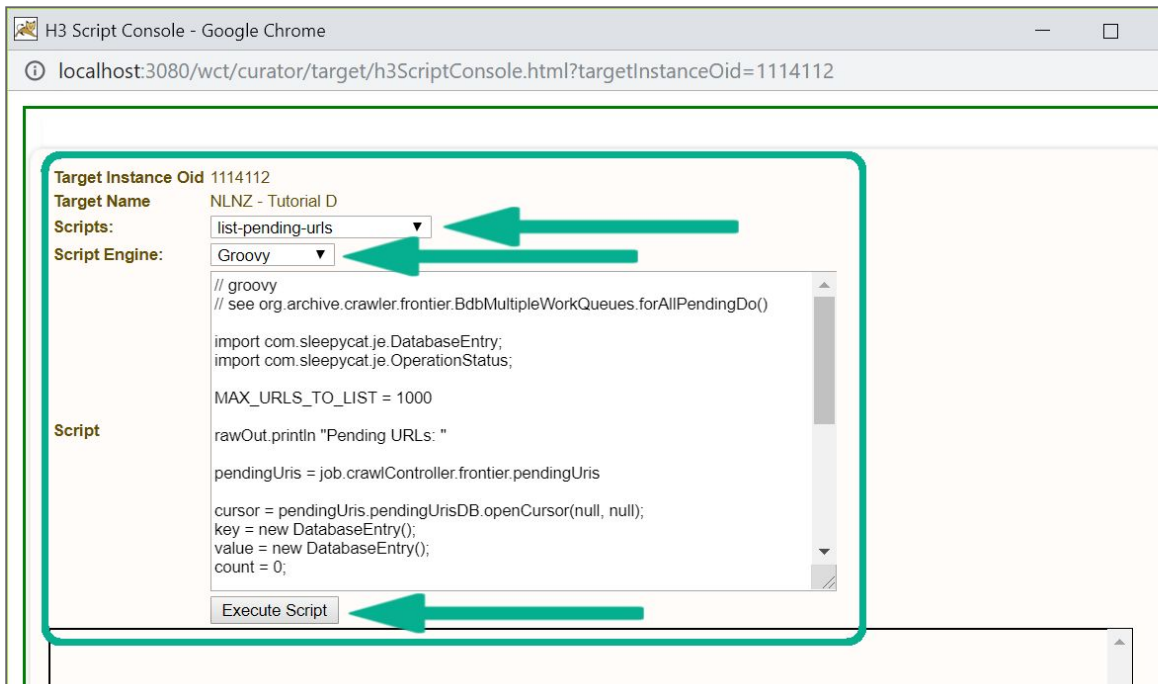 H3 Script Console - Google Chrome
localhost:3080/wct/curator/target/h3ScriptConsole.html?targetInstanceOid=1114112
Target Instance Oid 1114112
Target Name NLNZ - Tutorial D
Scripts: list-pending-urls
Script Engine: Groovy
// groovy
// see org.archive.crawler.frontier.BdbMultipleWorkQueues.forAllPendingDo()
import com.sleepycat.je.DatabaseEntry;
import com.sleepycat.je.OperationStatus;
MAX_URLS_TO_LIST = 1000
Script
rawOut.println "Pending URLs: "
pendingUris = job.crawlController.frontier.pendingUris
cursor = pendingUris.pendingUrisDB.openCursor(null, null);
key = new DatabaseEntry();
value = new DatabaseEntry();
count = 0;
Execute Script